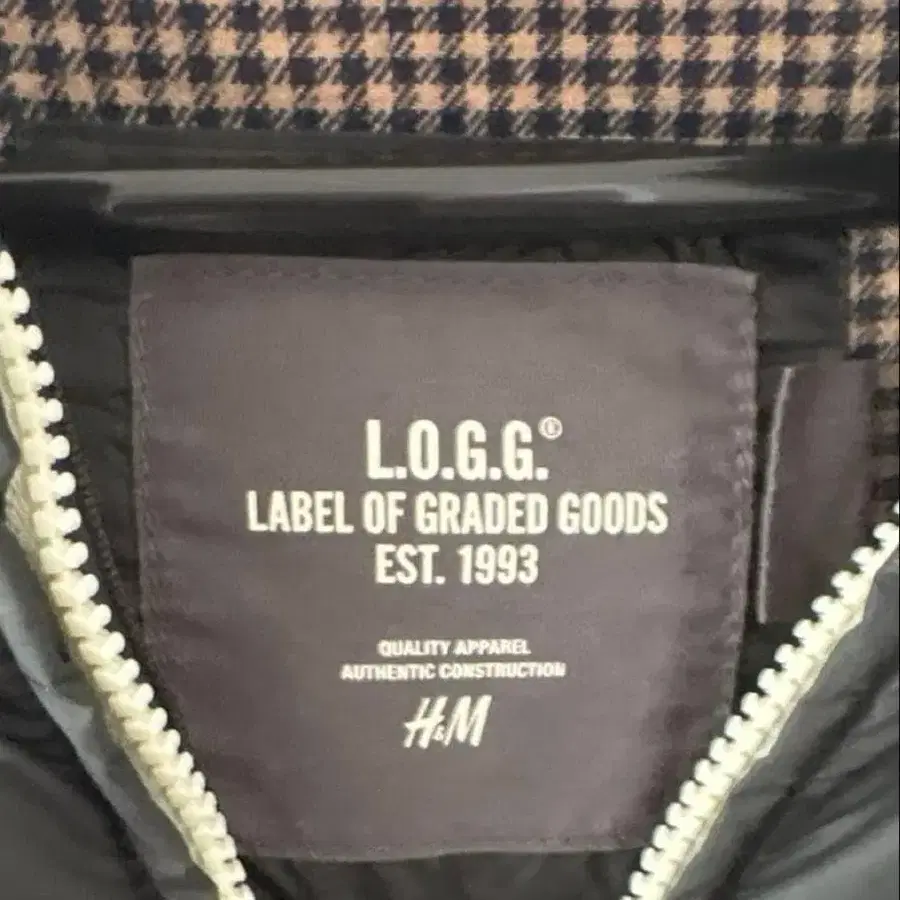 L.O.G.G.®
LABEL OF GRADED GOODS
EST. 1993
QUALITY APPAREL
AUTHENTIC CONSTRUCTION
H&M